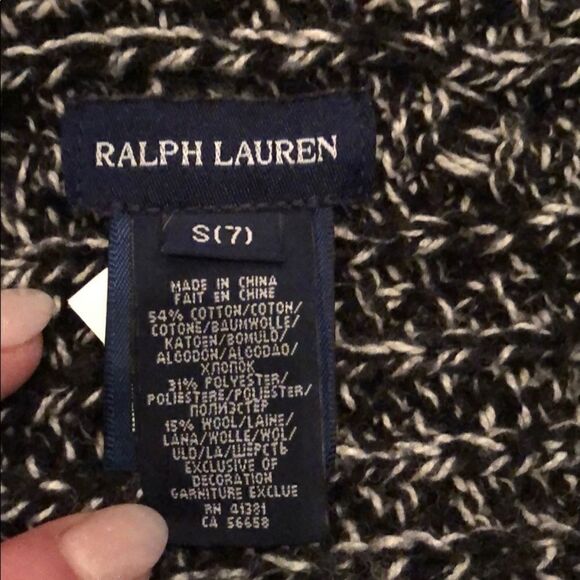 RALPH LAUREN
S(7)
MADE IN CHINA
FAIT EN CHINE
54% COTTON/COTON/
COTONE/BAUMWOLLE/
KATOEN/BOMULD/
ALGODON/ALGODAO/
ХЛОПОК
31% POLYESTER/
POLIESTERE/POLIESTER/
ПОЛИЭСТЕР
15% WOOL/LAINE/
LANA/WOLLE/WOL/
ULD/LA/ШЕРСТЬ
EXCLUSIVE OF
DECORATION
GARNITURE EXCLUE
RN 41381
CA 56658